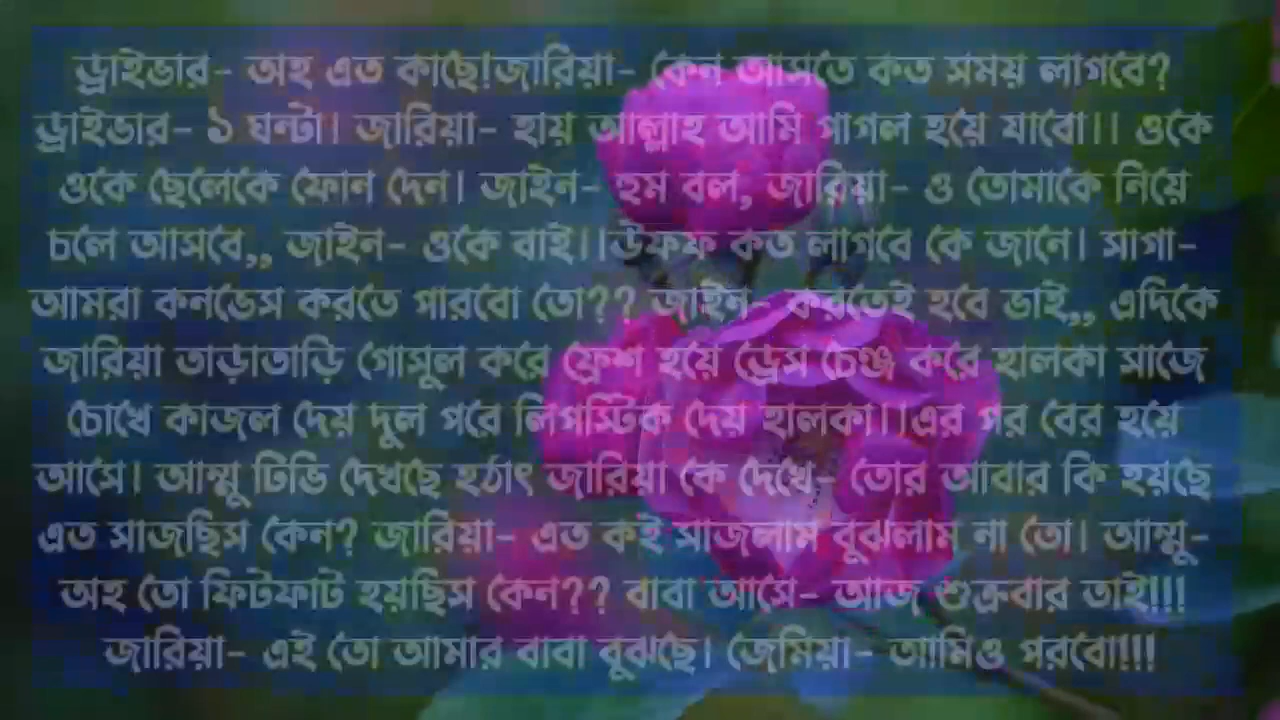 ড্রাইভার- অহ এত কাছে!জারিয়া- কেন আসতে কত সময় লাগবে?
ড্রাইভার- ১ ঘন্টা। জারিয়া- হায় আল্লাহ আমি পাগল হয়ে যাবো।। ওকে
ওকে ছেলেকে ফোন দেন। জাইন- হুম বল, জারিয়া- ও তোমাকে নিয়ে
চলে আসবে,, জাইন- ওকে বাই।।উফফ কত লাগবে কে জানে। সাগা-
আমরা কনভেস করতে পারবো তো?? জাইন- করতেই হবে ভাই,, এদিকে
জারিয়া তাড়াতাড়ি গোসুল করে ফ্রেশ হয়ে ড্রেস চেঞ্জ করে হালকা সাজে
চোখে কাজল দেয় দুল পরে লিপস্টিক দেয় হালকা।।এর পর বের হয়ে
আসে। আম্মু টিভি দেখছে হঠাৎ জারিয়া কে দেখে- তোর আবার কি হয়ছে
এত সাজছিস কেন? জারিয়া- এত কই সাজলাম বুঝলাম না তো। আম্মু-
অহ তো ফিটফাট হয়ছিস কেন?? বাবা আসে- আজ শুক্রবার তাই!!!
জারিয়া- এই তো আমার বাবা বুঝছে। জেমিয়া- আমিও পরবো!!!